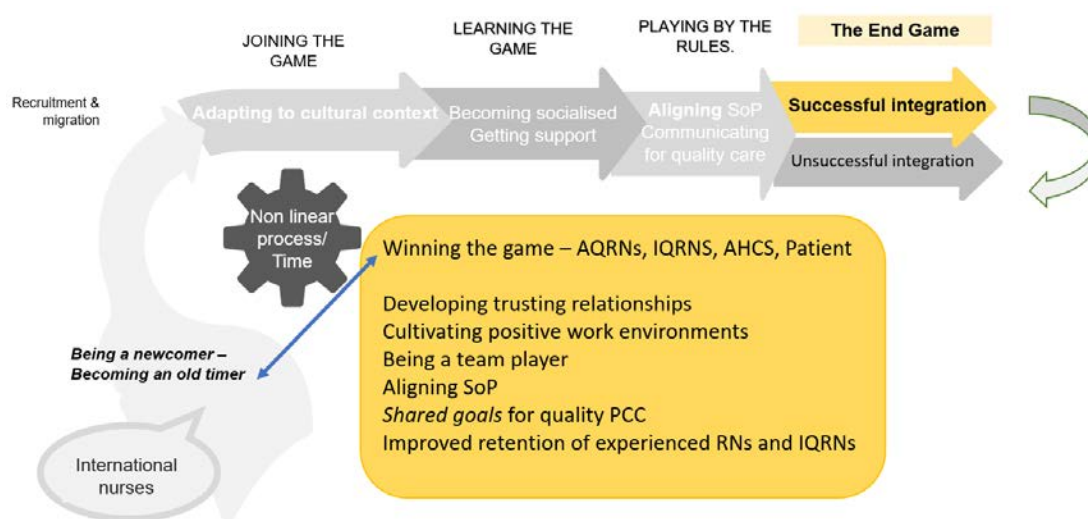 JOINING THE
GAME
LEARNING THE
GAME
PLAYING BY THE
RULES.
The End Game
Recruitment &
migration
Adapting to cultural context
Becoming socialised
Getting support
Aligning SoP
Communicating
for quality care
Successful integration
Unsuccessful integration
Non linear
process/
Time
Winning the game – AQRNs, IQRNS, AHCS, Patient
Developing trusting relationships
Cultivating positive work environments
Being a team player
Aligning SoP
Shared goals for quality PCC
Improved retention of experienced RNs and IQRNs
Being a newcomer –
Becoming an old timer
International
nurses